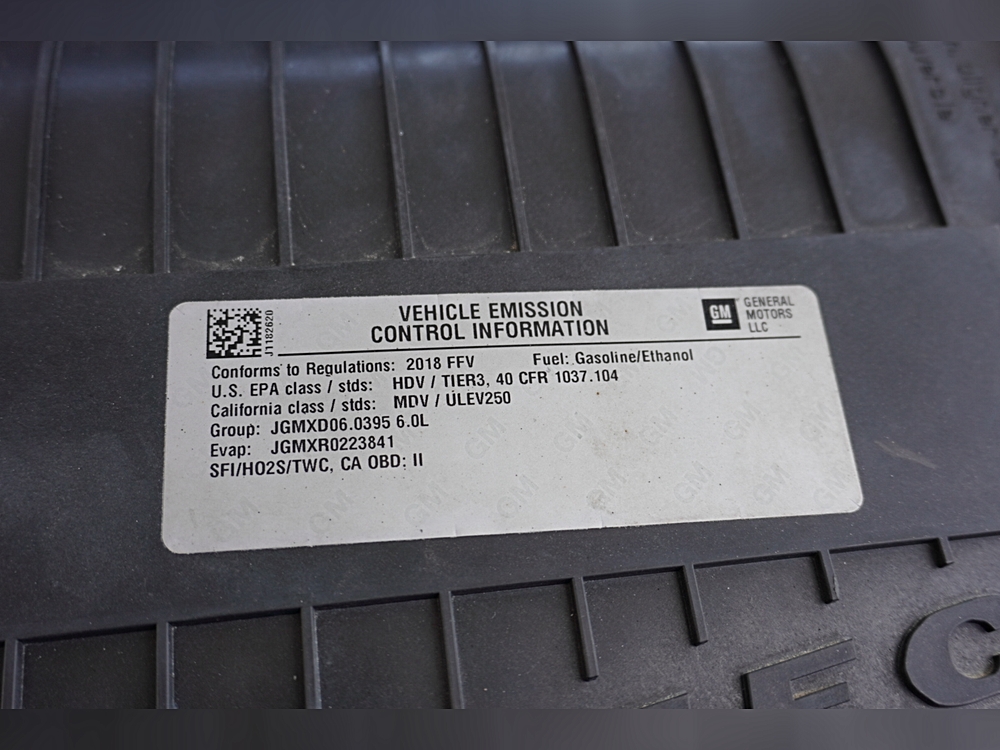 J1182620
VEHICLE EMISSION
CONTROL INFORMATION
GM
GENERAL
MOTORS
LLC
Conforms to Regulations: 2018 FFV Fuel: Gasoline/Ethanol
U.S. EPA class / stds: HDV / TIER3, 40 CFR 1037.104
California class / stds: MDV / ULEV250
Group: JGMXD06.0395 6.0L
Evap: JGMXR0223841
SFI/HO2S/TWC, CA OBD: II